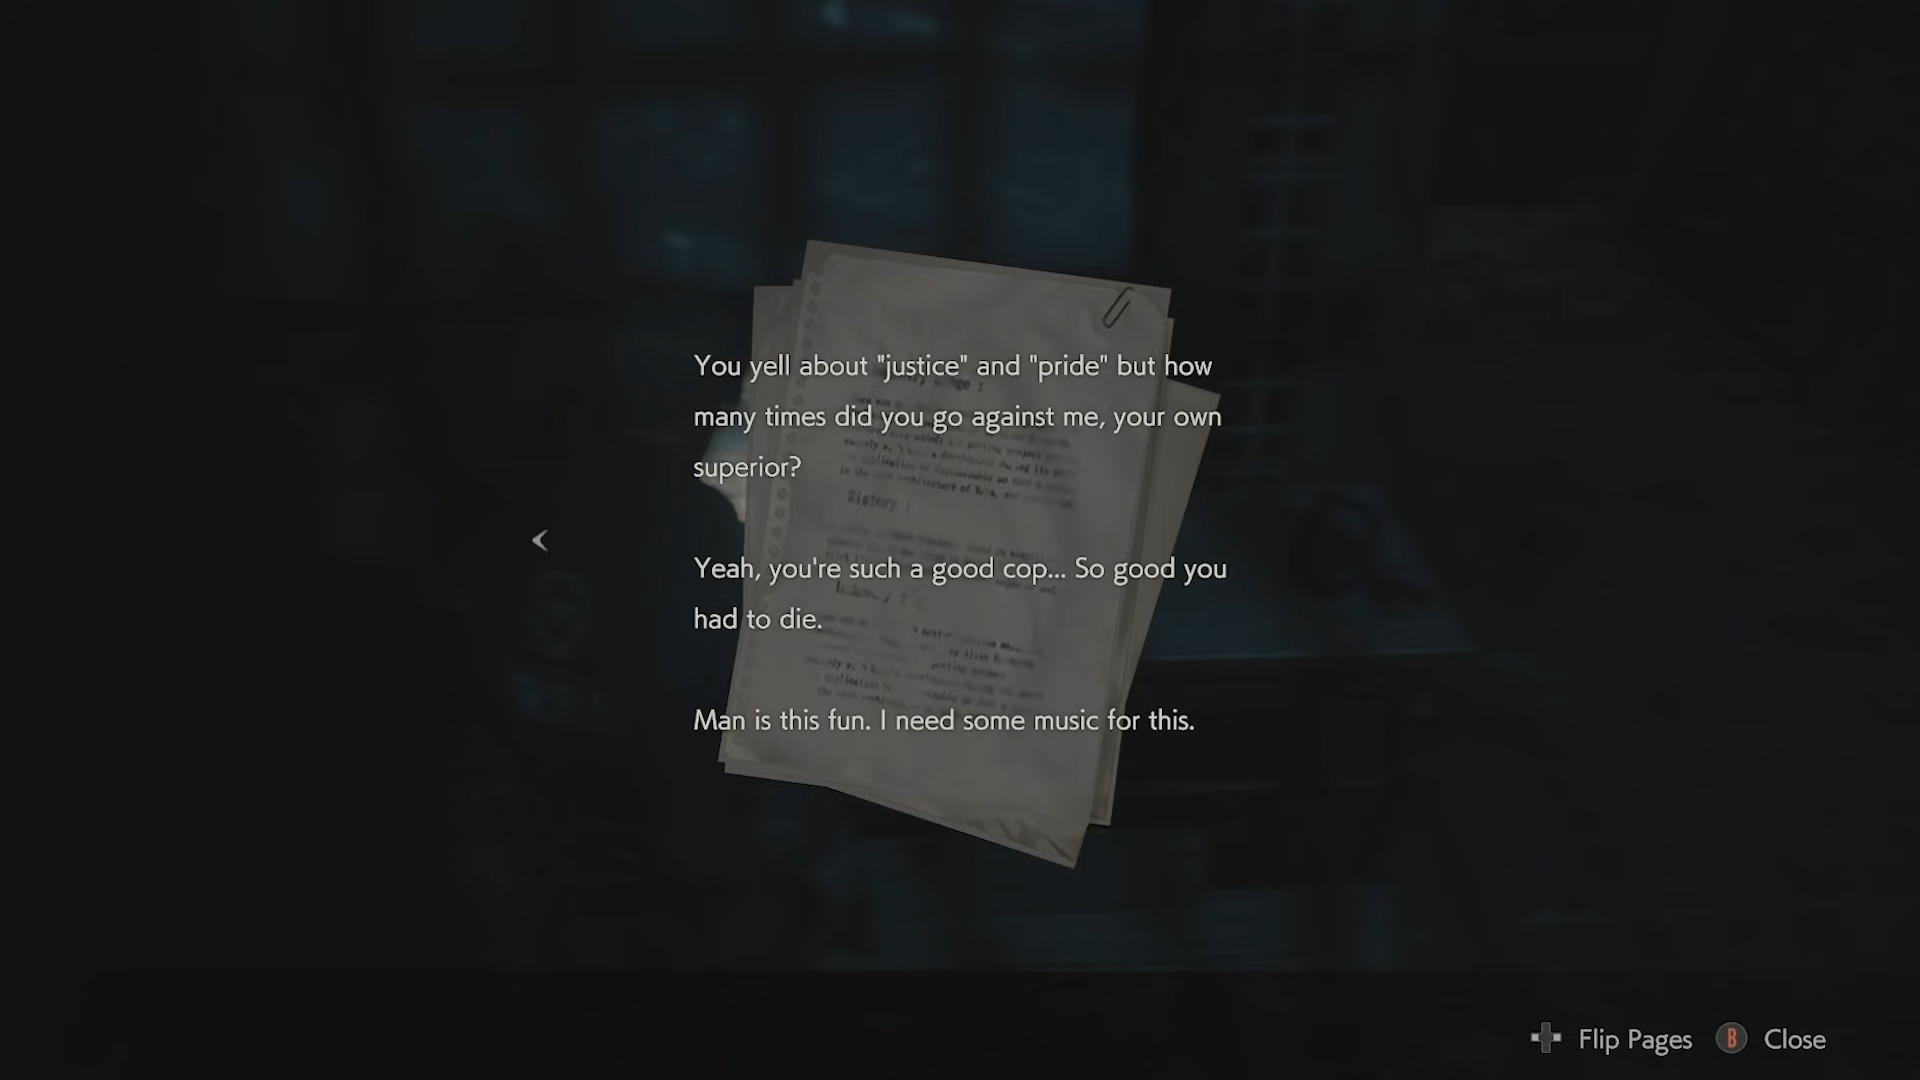 You yell about "justice" and "pride" but how
many times did you go against me, your own
superior?
Yeah, you're such a good cop... So good you
had to die.
Man is this fun. I need some music for this.
History :
Flip Pages B Close